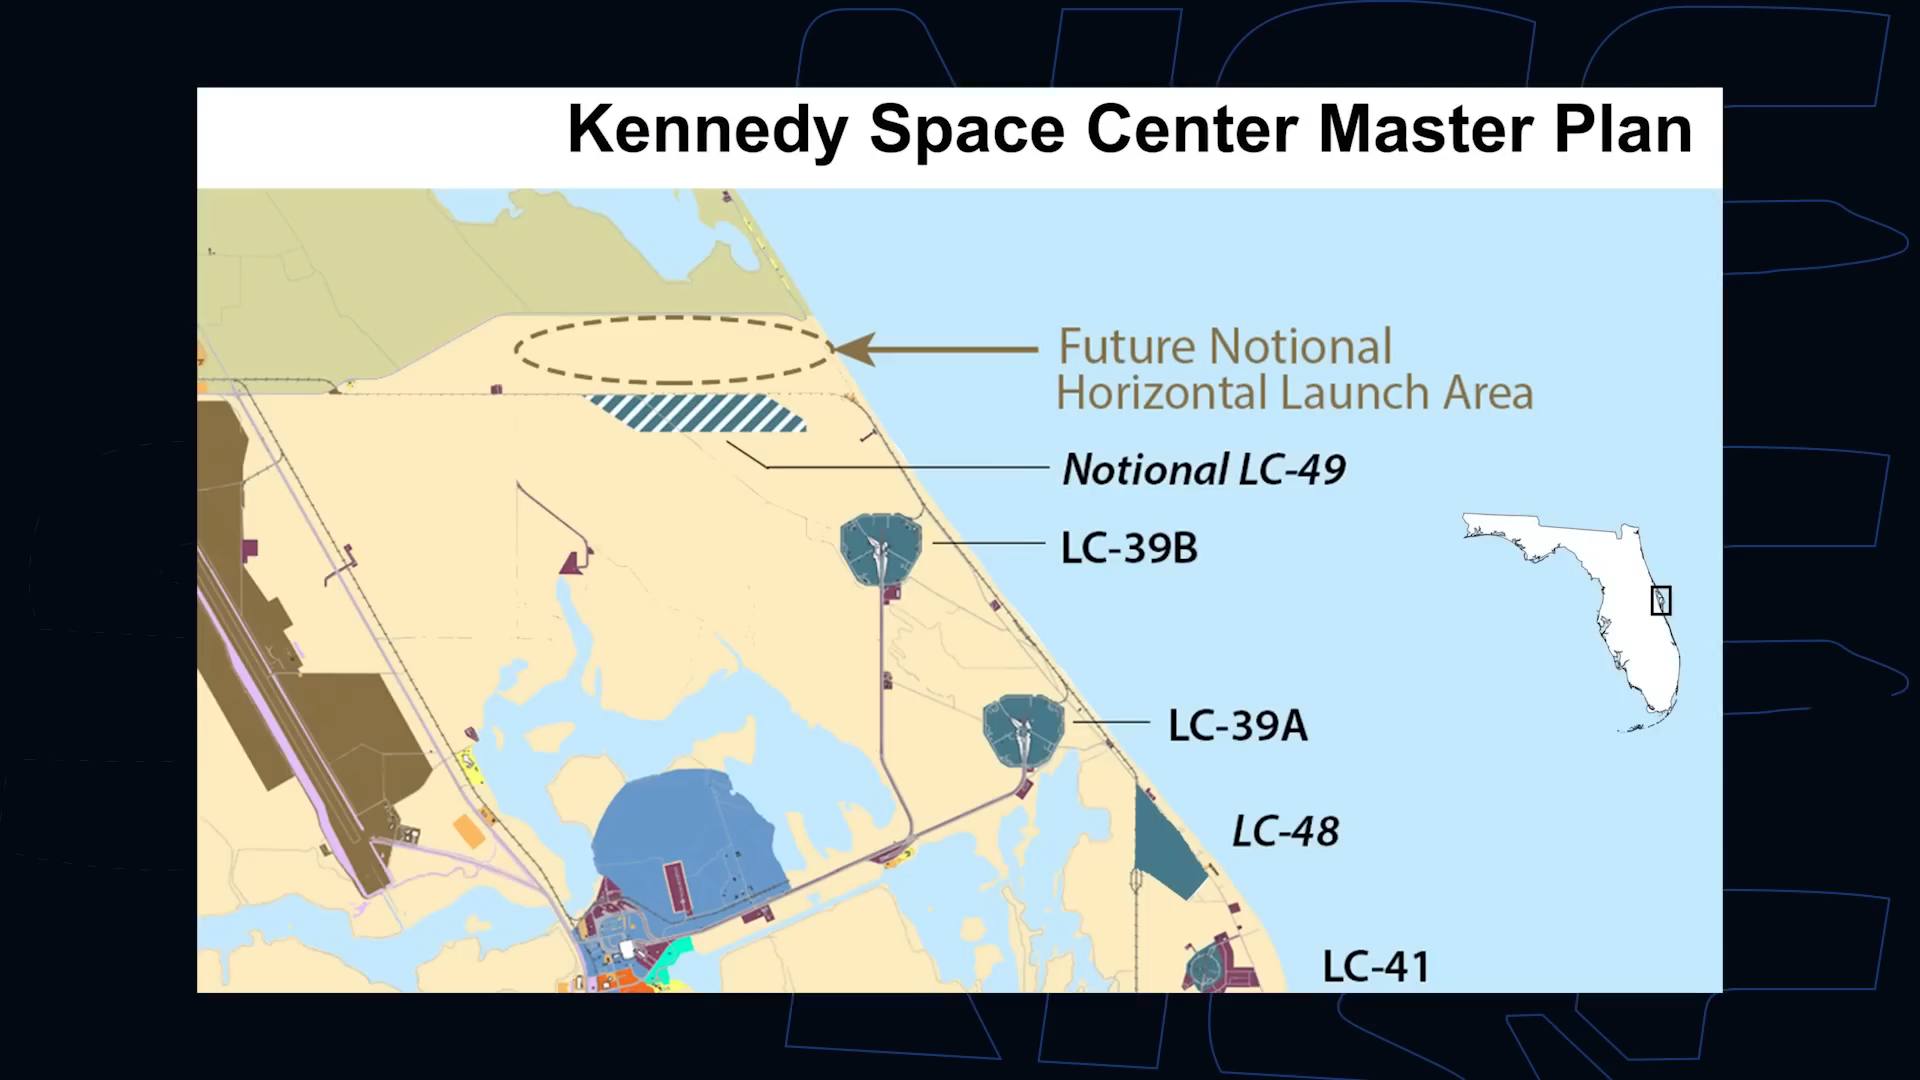 Kennedy Space Center Master Plan
Future Notional
Horizontal Launch Area
Notional LC-49
LC-39B
LC-39A
LC-48
LC-41